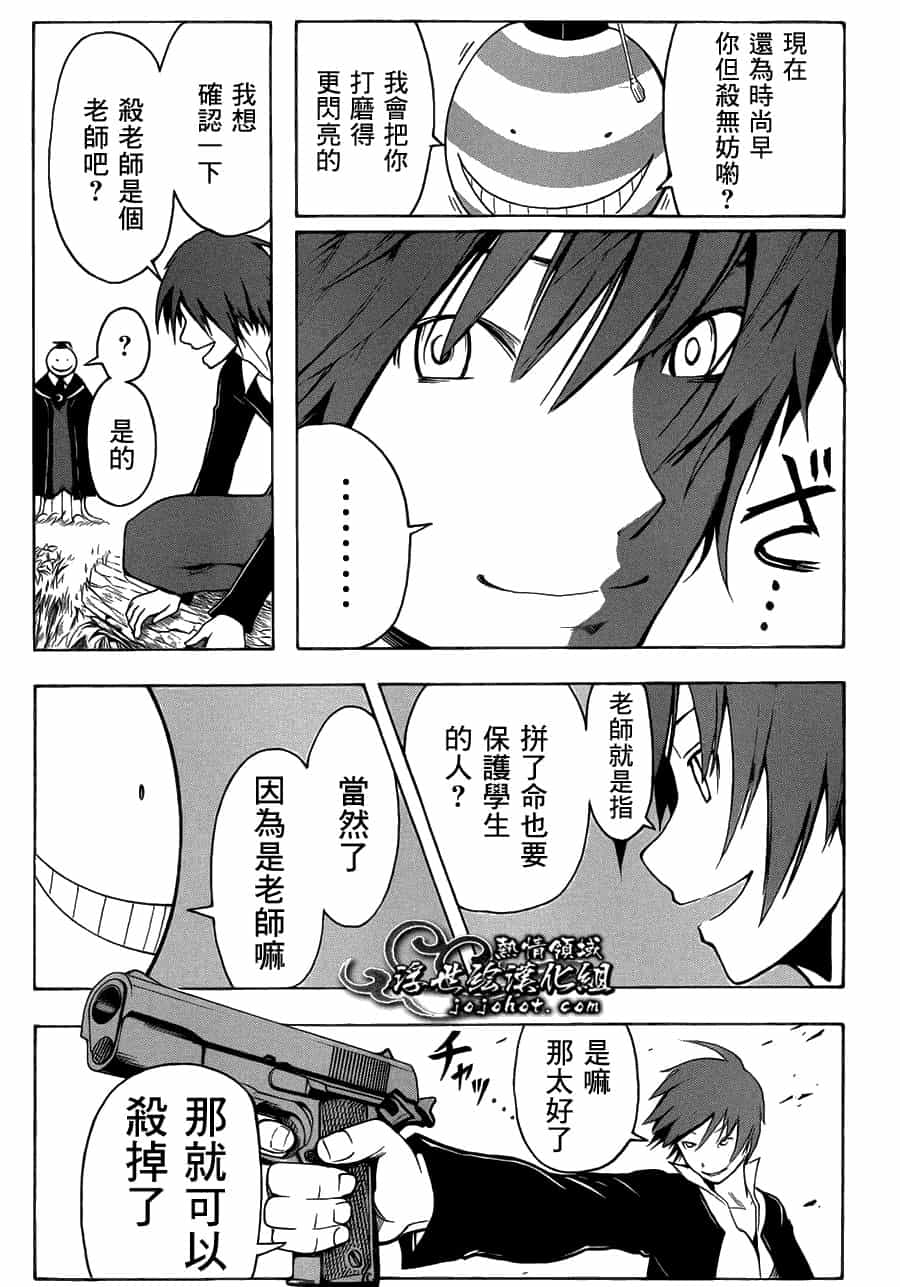 現在
還為時尚早
你但殺無妨喲?
我會把你
打磨得
更閃亮的
ざ…
………
我想
確認一下
殺老師是個
老師吧?
?
是的
老師就是指
拼了命也要
保護學生
的人?
當然了
因為是老師嘛
熱情領域
浮世绘漢化組
jojohot.com
是嘛
那太好了
チャッ…
那就可以
殺掉了